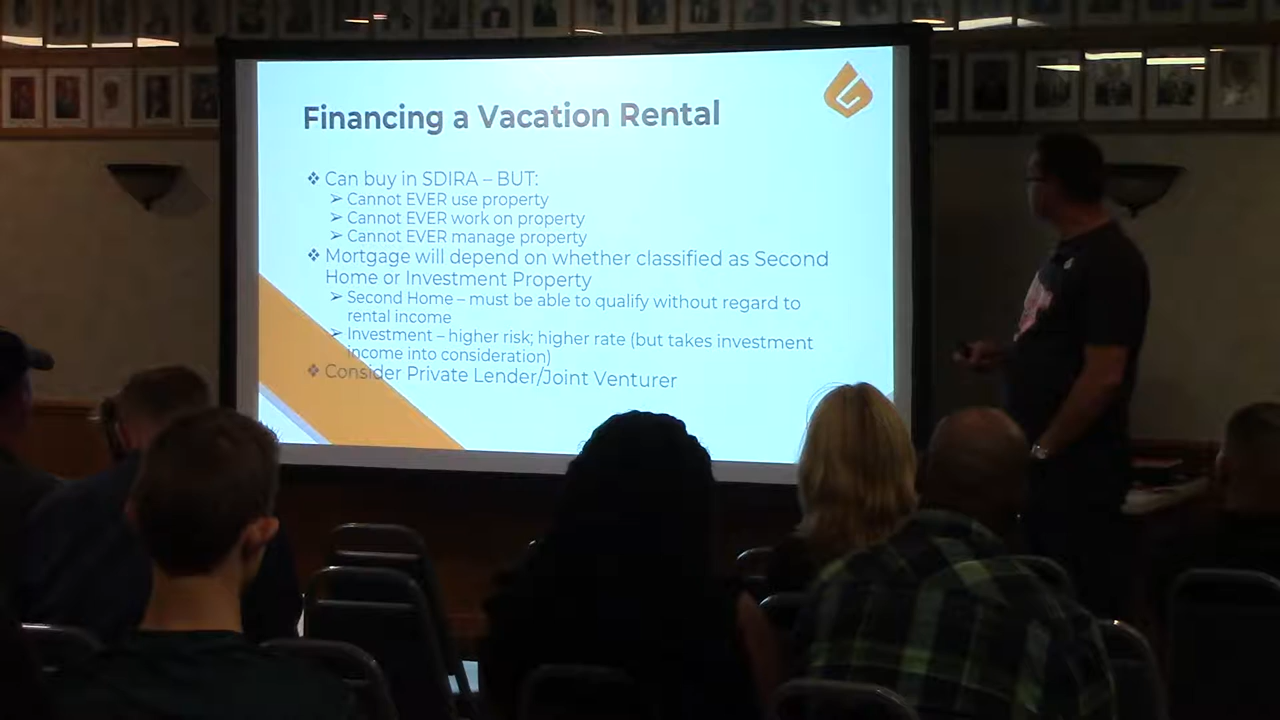 Financing a Vacation Rental
❖ Can buy in SDIRA – BUT:
➢ Cannot EVER use property
➢ Cannot EVER work on property
➢ Cannot EVER manage property
❖ Mortgage will depend on whether classified as Second
Home or Investment Property
➢ Second Home – must be able to qualify without regard to
rental income
➢ Investment – higher risk; higher rate (but takes investment
income into consideration)
❖ Consider Private Lender/Joint Venturer